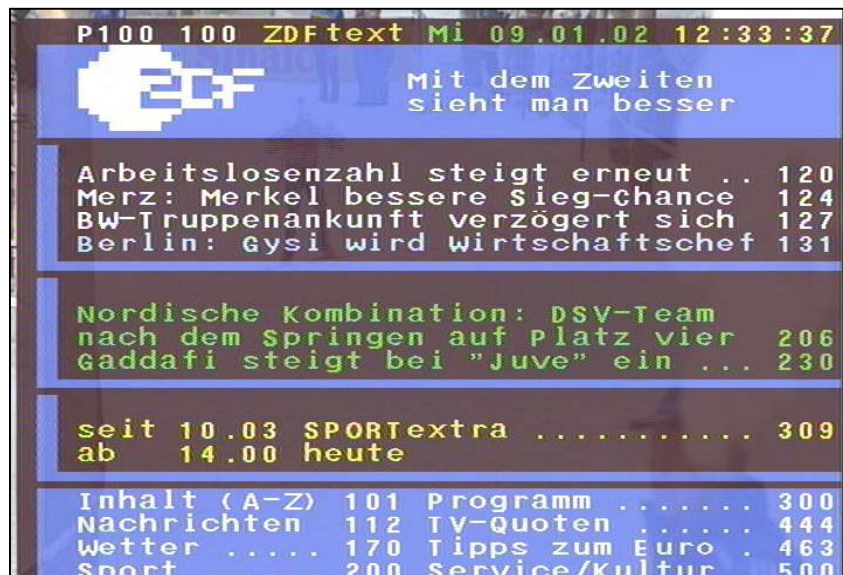 P100 100 ZDFtext Mi 09.01.02 12:33:37
ZDF
Mit dem Zweiten
sieht man besser
Arbeitslosenzahl steigt erneut .. 120
Merz: Merkel bessere Sieg-Chance 124
BW-Truppenankunft verzögert sich 127
Berlin: Gysi wird Wirtschaftschef 131
Nordische Kombination: DSV-Team
nach dem Springen auf Platz vier 206
Gaddafi steigt bei "Juve" ein ... 230
seit 10.03 SPORTextra ........... 309
ab 14.00 heute
Inhalt (A-Z) 101 Programm ....... 300
Nachrichten 112 TV-Quoten ...... 444
Wetter ..... 170 Tipps zum Euro . 463
Sport 200 Service/Kultur 500